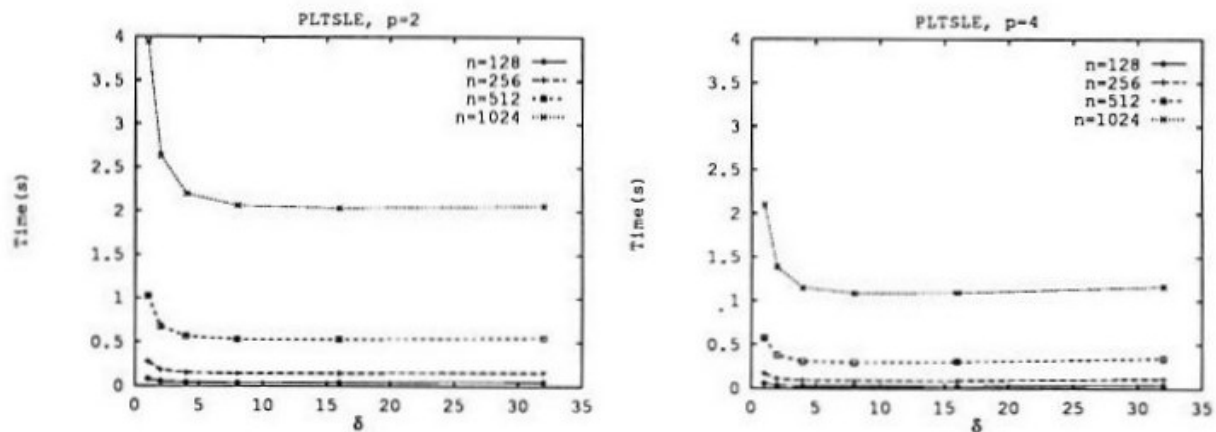 PLTSLE, p=2
4
3.5
3
2.5
2
1.5
1
0.5
0
0 5 10 15 20 25 30 35
δ
Time(s)
n=128
n=256
n=512
n=1024
PLTSLE, p=4
4
3.5
3
2.5
2
1.5
1
0.5
0
0 5 10 15 20 25 30 35
δ
Time(s)
n=128
n=256
n=512
n=1024